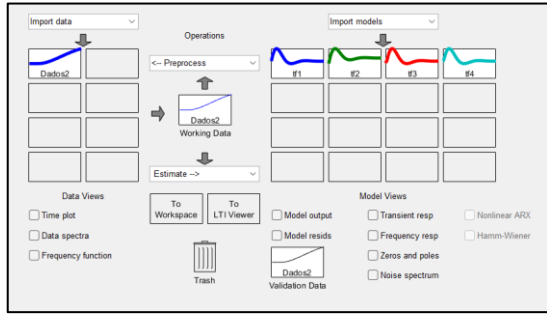 Import data
Operations
Import models
Dados2
<-- Preprocess
tf1
tf2
tf3
tf4
Dados2
Working Data
Estimate -->
Data Views
To
Workspace
To
LTI Viewer
Model Views
Time plot
Data spectra
Frequency function
Model output
Model resids
Transient resp
Frequency resp
Zeros and poles
Noise spectrum
Nonlinear ARX
Hamm-Wiener
Trash
Dados2
Validation Data